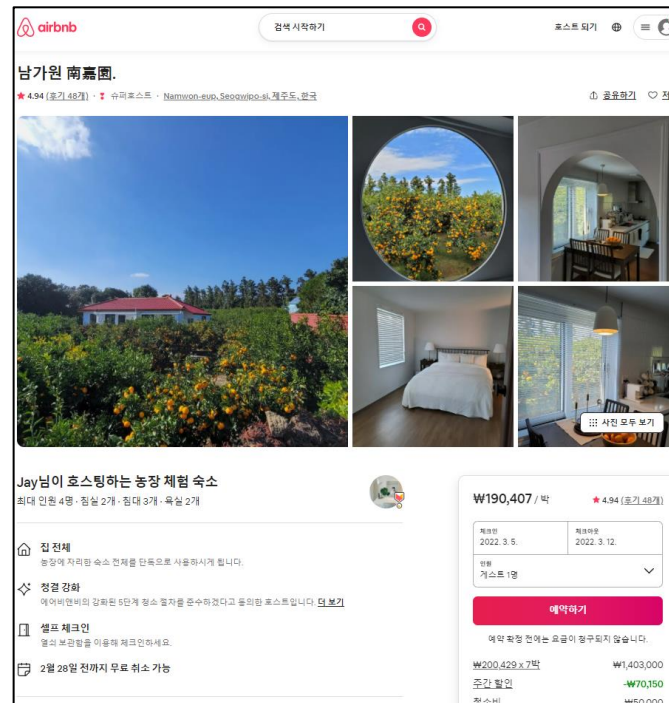 airbnb
검색 시작하기
호스트 되기
남가원 南嘉園.
★ 4.94 (후기 48개) · 슈퍼호스트 · Namwon-eup, Seogwipo-si, 제주도, 한국
공유하기
사진 모두 보기
Jay님이 호스팅하는 농장 체험 숙소
최대 인원 4명 · 침실 2개 · 침대 3개 · 욕실 2개
집 전체
농장에 자리한 숙소 전체를 단독으로 사용하시게 됩니다.
청결 강화
에어비앤비의 강화된 5단계 청소 절차를 준수하겠다고 동의한 호스트입니다. 더 보기
셀프 체크인
열쇠 보관함을 이용해 체크인하세요.
2월 28일 전까지 무료 취소 가능
₩190,407 / 박
★ 4.94 (후기 48개)
체크인
2022. 3. 5.
체크아웃
2022. 3. 12.
인원
게스트 1명
예약하기
예약 확정 전에는 요금이 청구되지 않습니다.
₩200,429 x 7박
₩1,403,000
주간 할인
-₩70,150
청소비
₩50,000